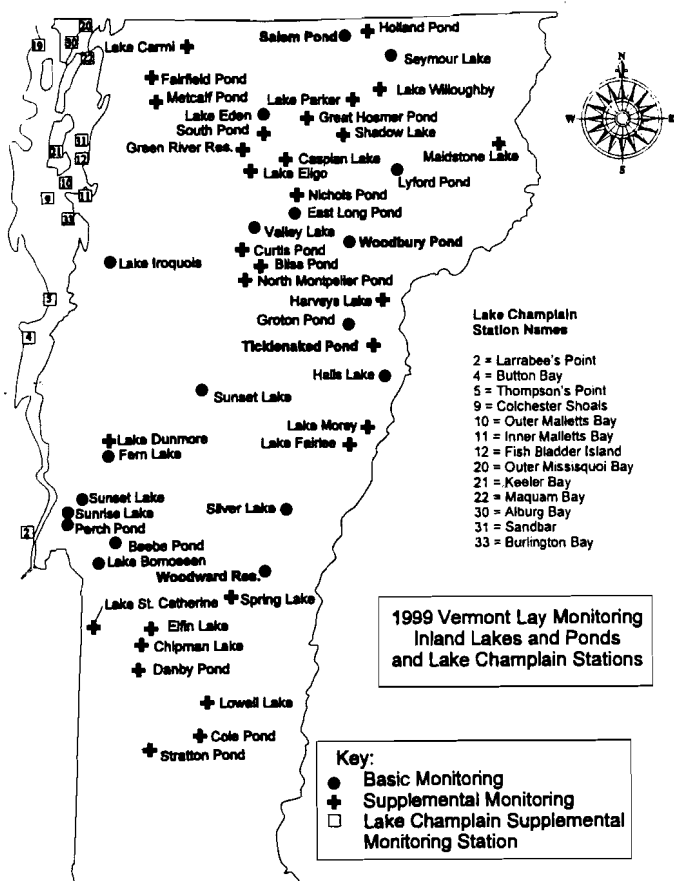 20
Holland Pond
Salem Pond
19
30
Lake Carmi
22
Seymour Lake
N
Fairfield Pond
Lake Willoughby
Metcalf Pond
Lake Parker
Lake Eden
Great Hosmer Pond
W
E
South Pond
Shadow Lake
31
Green River Res.
21
12
Caspian Lake
Maidstone Lake
S
Lake Eligo
Lyford Pond
10
9
11
Nichols Pond
33
East Long Pond
Valley Lake
Woodbury Pond
Curtis Pond
Lake Iroquois
Bliss Pond
North Montpelier Pond
5
Harveys Lake
Groton Pond
4
Ticklenaked Pond
Halls Lake
Sunset Lake
Lake Morey
Lake Dunmore
Lake Fairlee
Fern Lake
Sunset Lake
Sunrise Lake
Silver Lake
Perch Pond
2
Beebe Pond
Lake Bomoseen
Woodward Res.
Lake St. Catherine
Spring Lake
Elfin Lake
Chipman Lake
Danby Pond
Lowell Lake
Cole Pond
Stratton Pond
Lake Champlain
Station Names
2 = Larrabee's Point
4 = Button Bay
5 = Thompson's Point
9 = Colchester Shoals
10 = Outer Malletts Bay
11 = Inner Malletts Bay
12 = Fish Bladder Island
20 = Outer Missisquoi Bay
21 = Keeler Bay
22 = Maquam Bay
30 = Alburg Bay
31 = Sandbar
33 = Burlington Bay
1999 Vermont Lay Monitoring
Inland Lakes and Ponds
and Lake Champlain Stations
Key:
Basic Monitoring
Supplemental Monitoring
Lake Champlain Supplemental
Monitoring Station